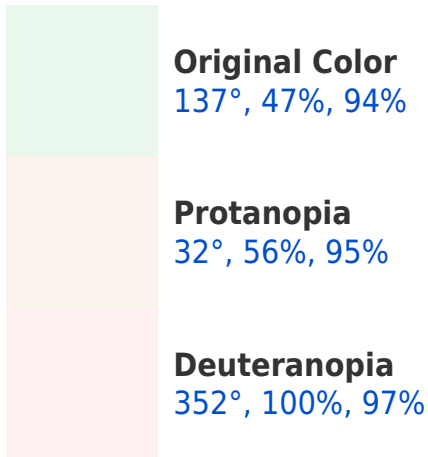 Original Color
137°, 47%, 94%
Protanopia
32°, 56%, 95%
Deuteranopia
352°, 100%, 97%